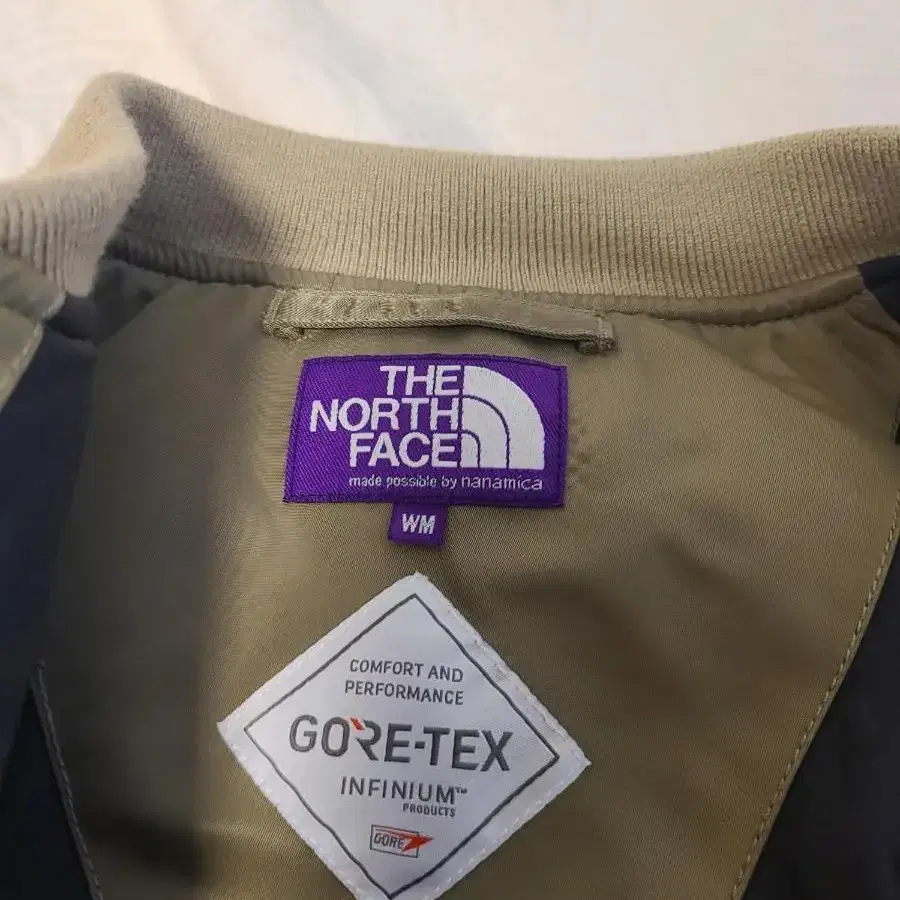 THE
NORTH
FACE
made possible by nanamica
WM
COMFORT AND
PERFORMANCE
GORE-TEX
INFINIUM™
PRODUCTS
GORE